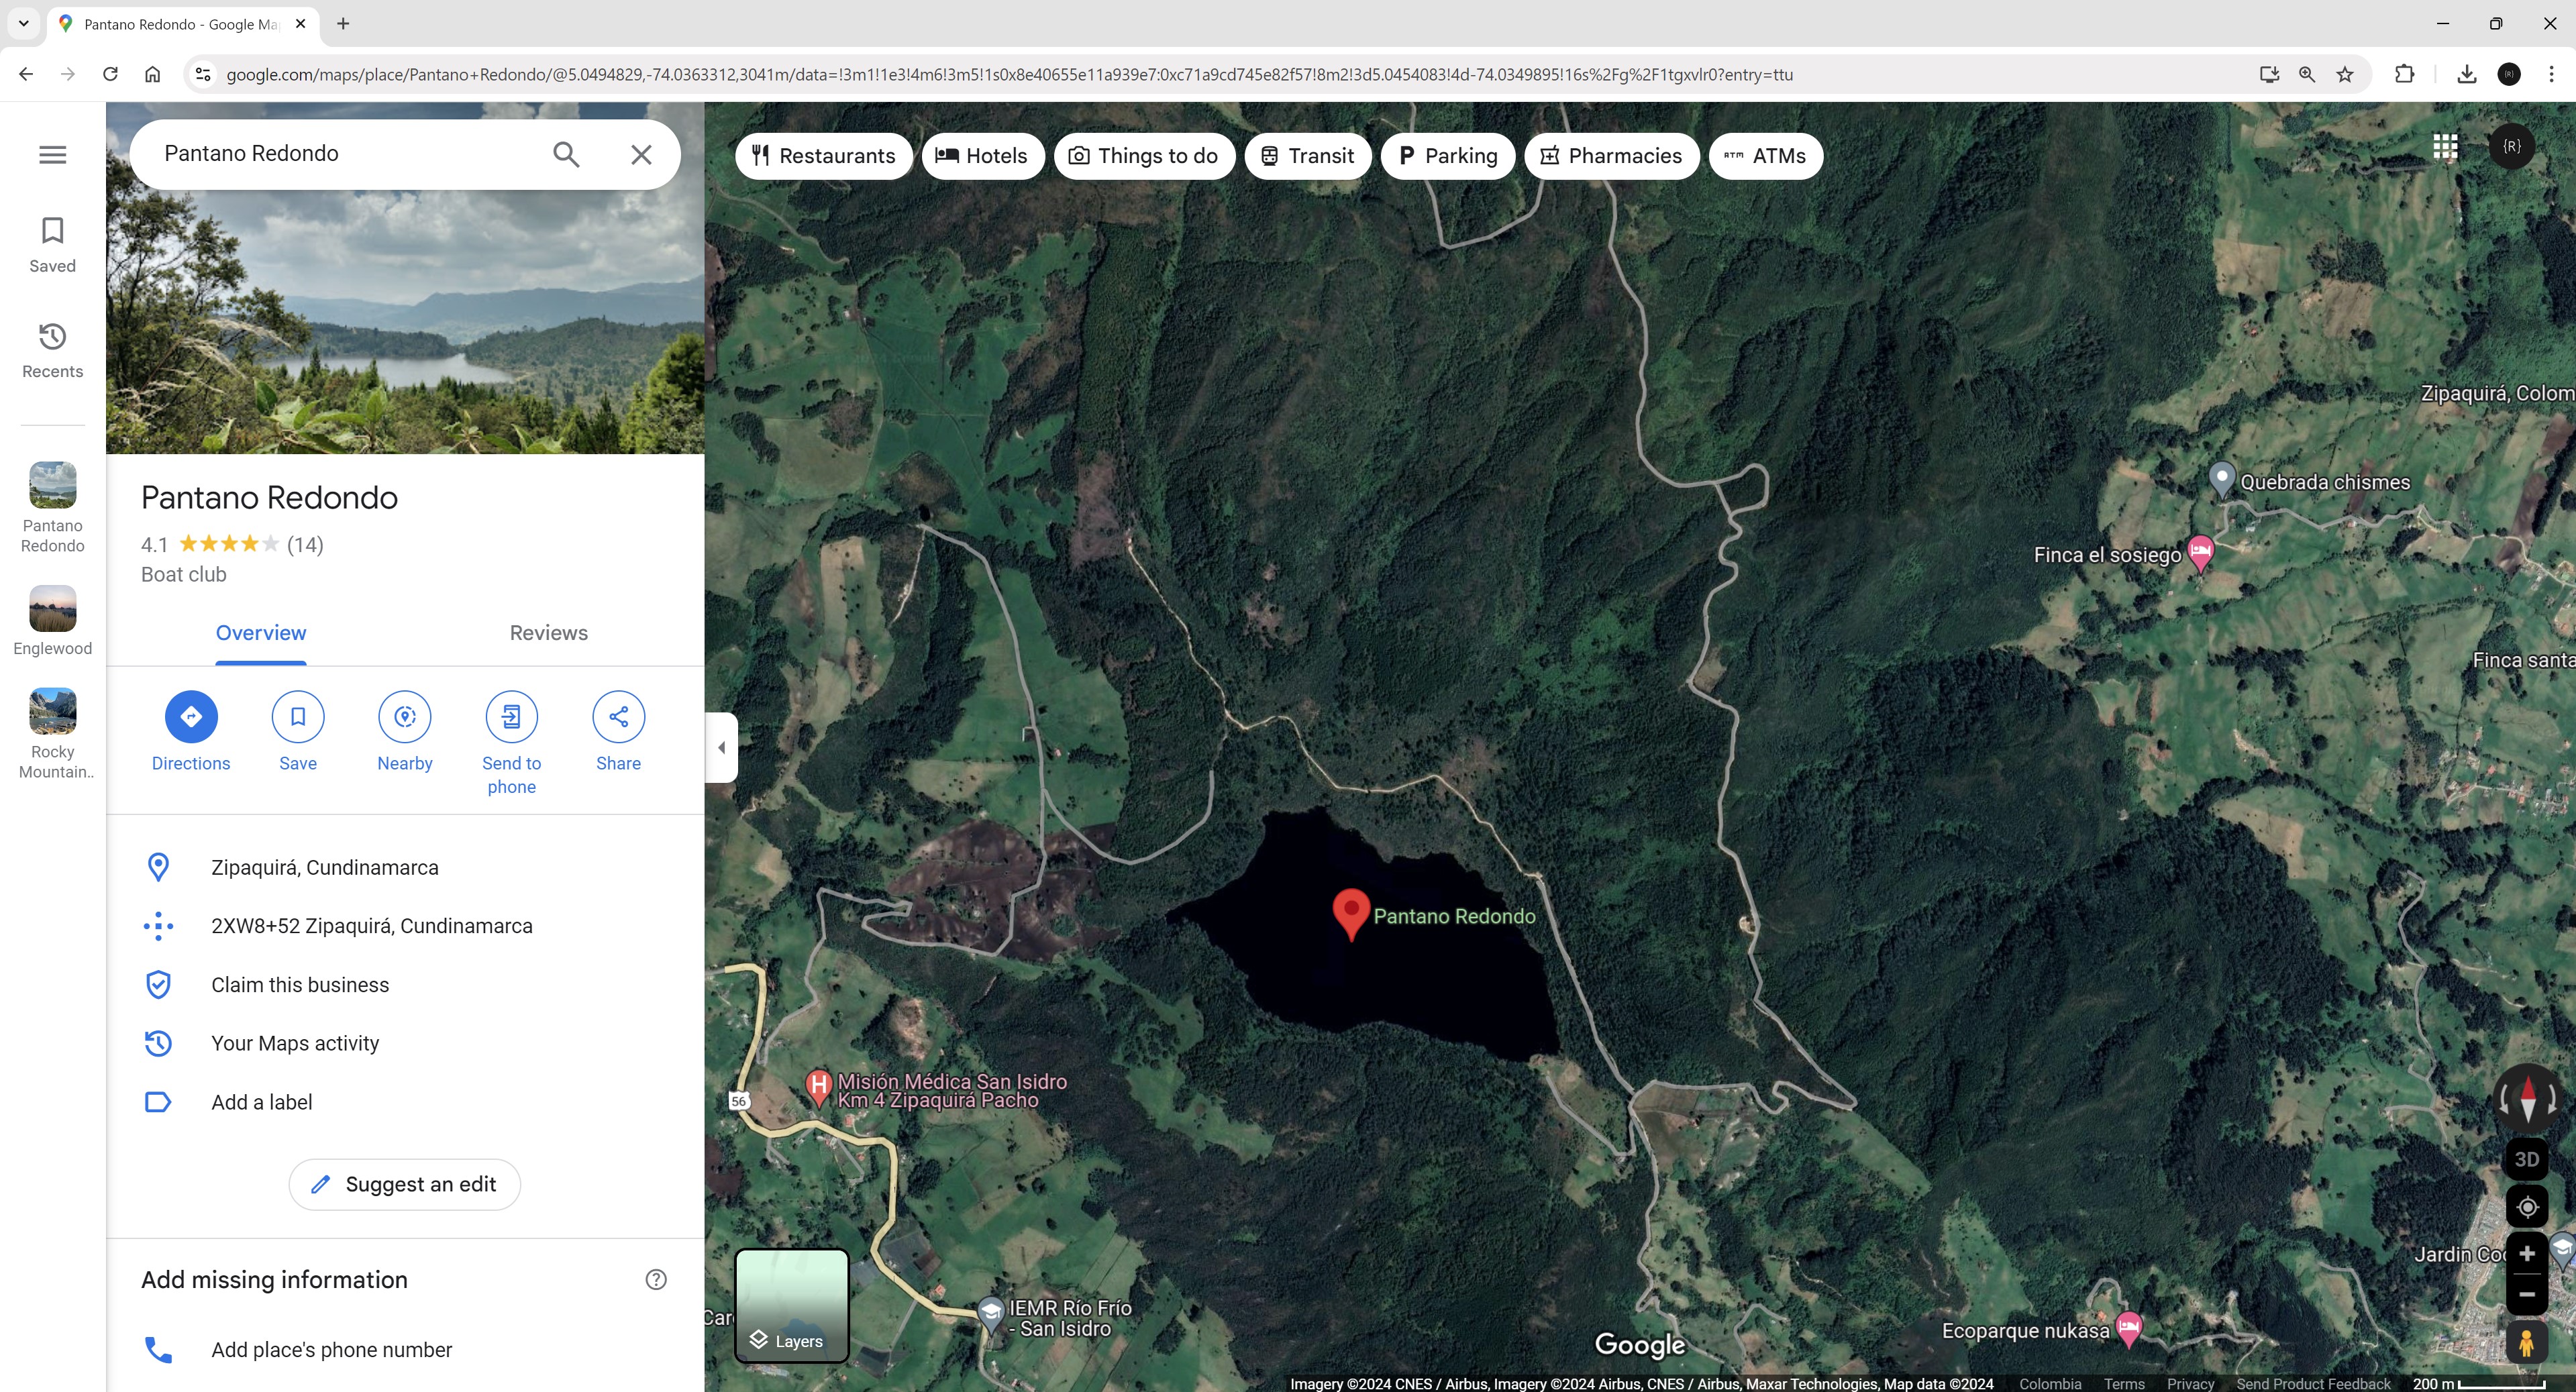 Pantano Redondo - Google Ma
google.com/maps/place/Pantano+Redondo/@5.0494829,-74.0363312,3041m/data=!3m1!1e3!4m6!3m5!1s0x8e40655e11a939e7:0xc71a9cd745e82f57!8m2!3d5.0454083!4d-74.0349895!16s%2Fg%2F1tgxvlr0?entry=ttu
{R}
Pantano Redondo
Restaurants
Hotels
Things to do
Transit
P Parking
Pharmacies
ATM ATMs
{R}
Saved
Recents
Pantano
Redondo
Englewood
Rocky
Mountain..
Pantano Redondo
4.1 (14)
Boat club
Overview
Reviews
Directions
Save
Nearby
Send to
phone
Share
Zipaquirá, Cundinamarca
2XW8+52 Zipaquirá, Cundinamarca
Claim this business
Your Maps activity
Add a label
Suggest an edit
Add missing information
Add place's phone number
Zipaquirá, Colom
Quebrada chismes
Finca el sosiego
Finca santa
Pantano Redondo
H Misión Médica San Isidro
Km 4 Zipaquirá Pacho
56
3D
Jardin Coo
Car
Layers
IEMR Río Frío
- San Isidro
Google
Ecoparque nukasa
Imagery ©2024 CNES / Airbus, Imagery ©2024 Airbus, CNES / Airbus, Maxar Technologies, Map data ©2024
Colombia
Terms
Privacy
Send Product Feedback
200 m